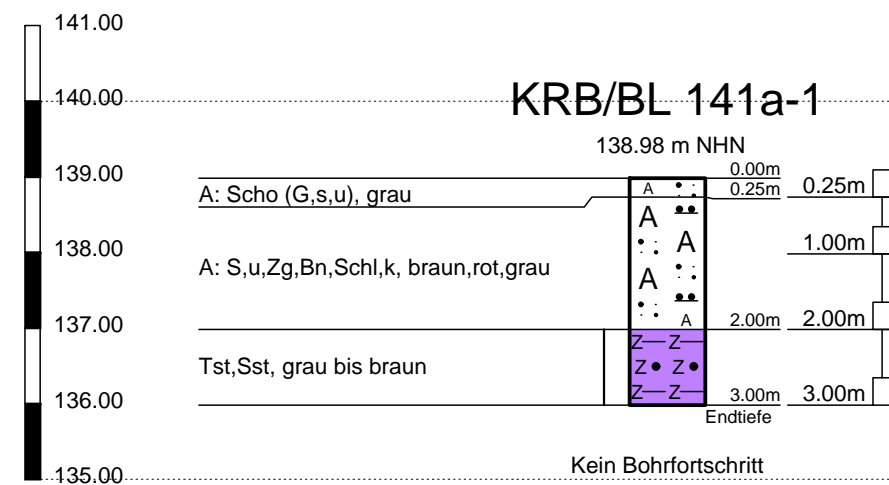 141.00
140.00
KRB/BL 141a-1
138.98 m NHN
139.00
0.00m
A: Scho (G,s,u), grau
A
0.25m
0.25m
A
138.00
A
1.00m
A: S,u,Zg,Bn,Schl,k, braun,rot,grau
A
137.00
A
2.00m
2.00m
Z Z
Tst,Sst, grau bis braun
Z Z
136.00
Z Z
3.00m
3.00m
Endtiefe
Kein Bohrfortschritt
135.00